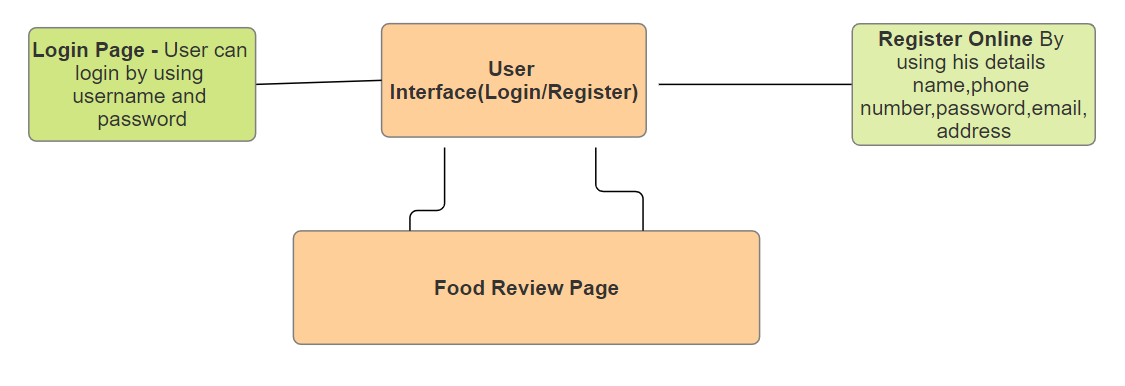 Login Page - User can
login by using
username and
password
User
Interface(Login/Register)
Register Online By
using his details
name,phone
number,password,email,
address
Food Review Page